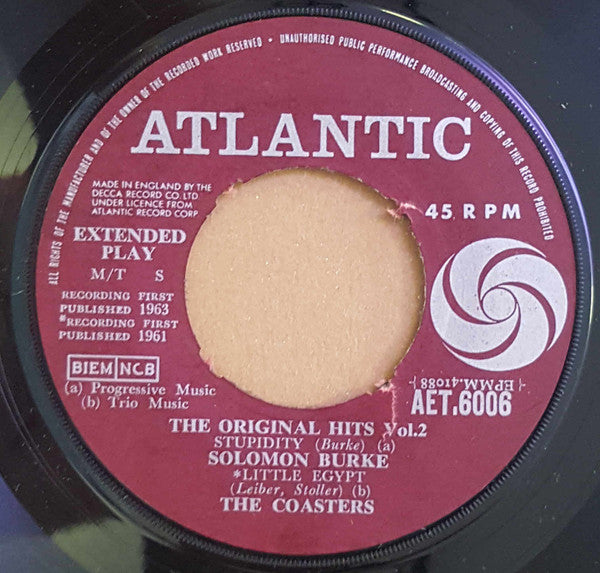 ALL RIGHTS OF THE MANUFACTURER AND OF THE OWNER OF THE RECORDED WORK RESERVED • UNAUTHORISED PUBLIC PERFORMANCE BROADCASTING AND COPYING OF THIS RECORD PROHIBITED
ATLANTIC
MADE IN ENGLAND BY THE
DECCA RECORD CO. LTD
UNDER LICENCE FROM
ATLANTIC RECORD CORP
45 RPM
EXTENDED
PLAY
M/T S
RECORDING FIRST
PUBLISHED 1963
*RECORDING FIRST
PUBLISHED 1961
BIEM NCB
(a) Progressive Music
(b) Trio Music
(EPMM.41088)
AET.6006
THE ORIGINAL HITS Vol.2
STUPIDITY (Burke) (a)
SOLOMON BURKE
*LITTLE EGYPT
(Leiber, Stoller) (b)
THE COASTERS